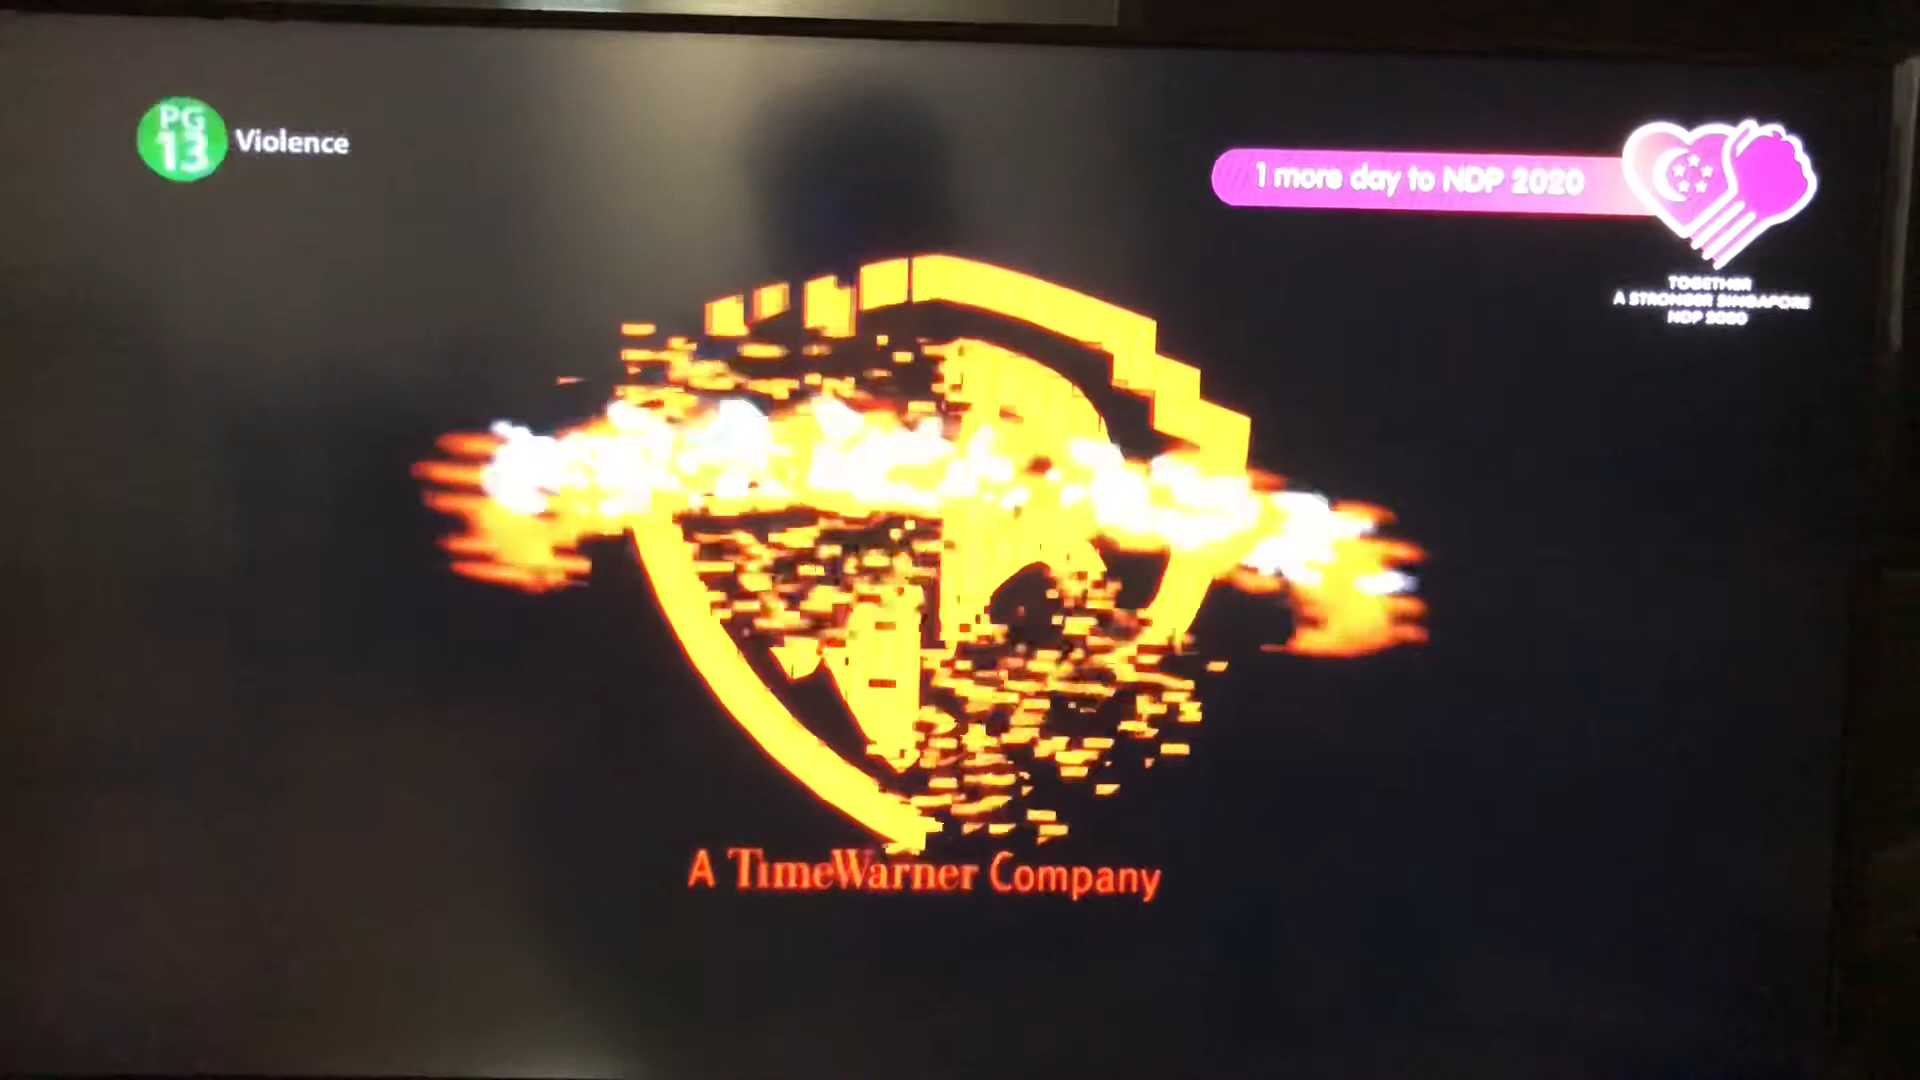 PG
13
Violence
1 more day to NDP 2020
TOGETHER
A STRONGER SINGAPORE
NDP 2020
A TimeWarner Company